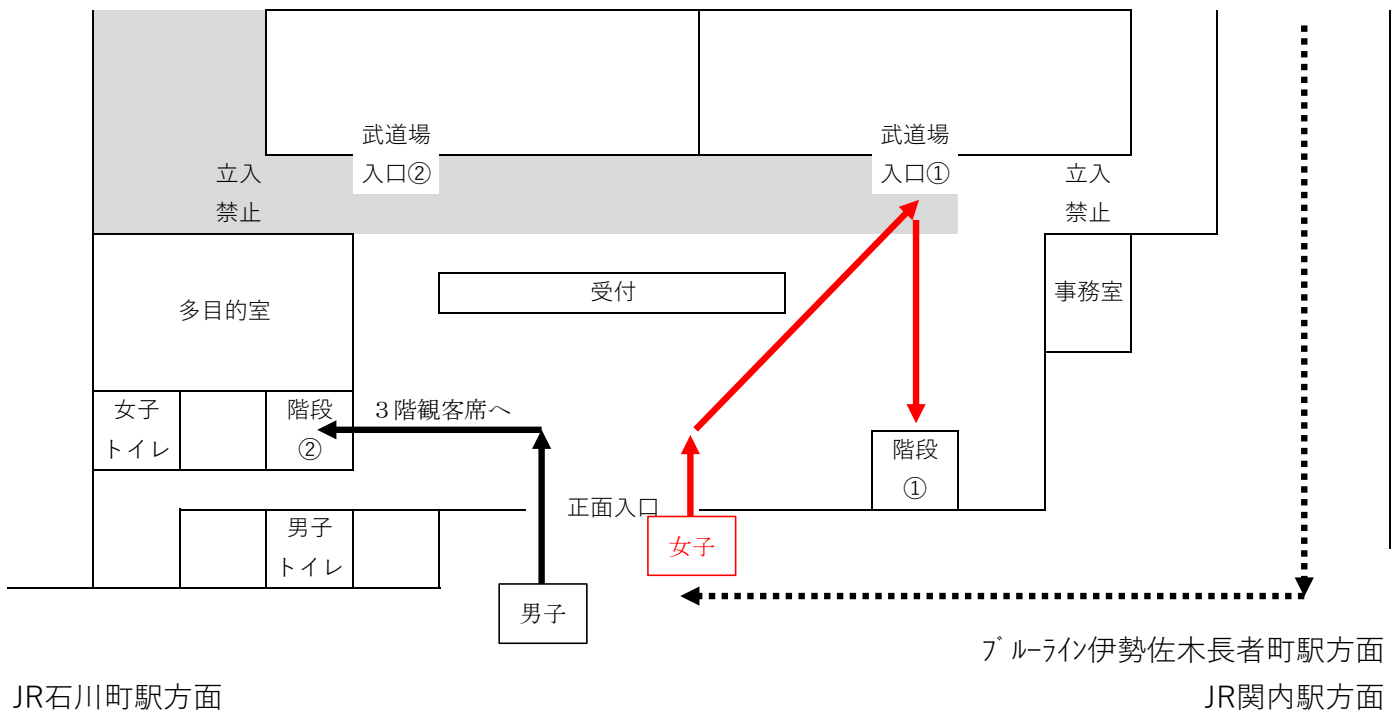 武道場
入口②
武道場
入口①
立入
禁止
立入
禁止
受付
事務室
多目的室
女子
トイレ
階段
②
３階観客席へ
階段
①
正面入口
男子
トイレ
女子
男子
ブルーライン伊勢佐木長者町駅方面
JR石川町駅方面
JR関内駅方面